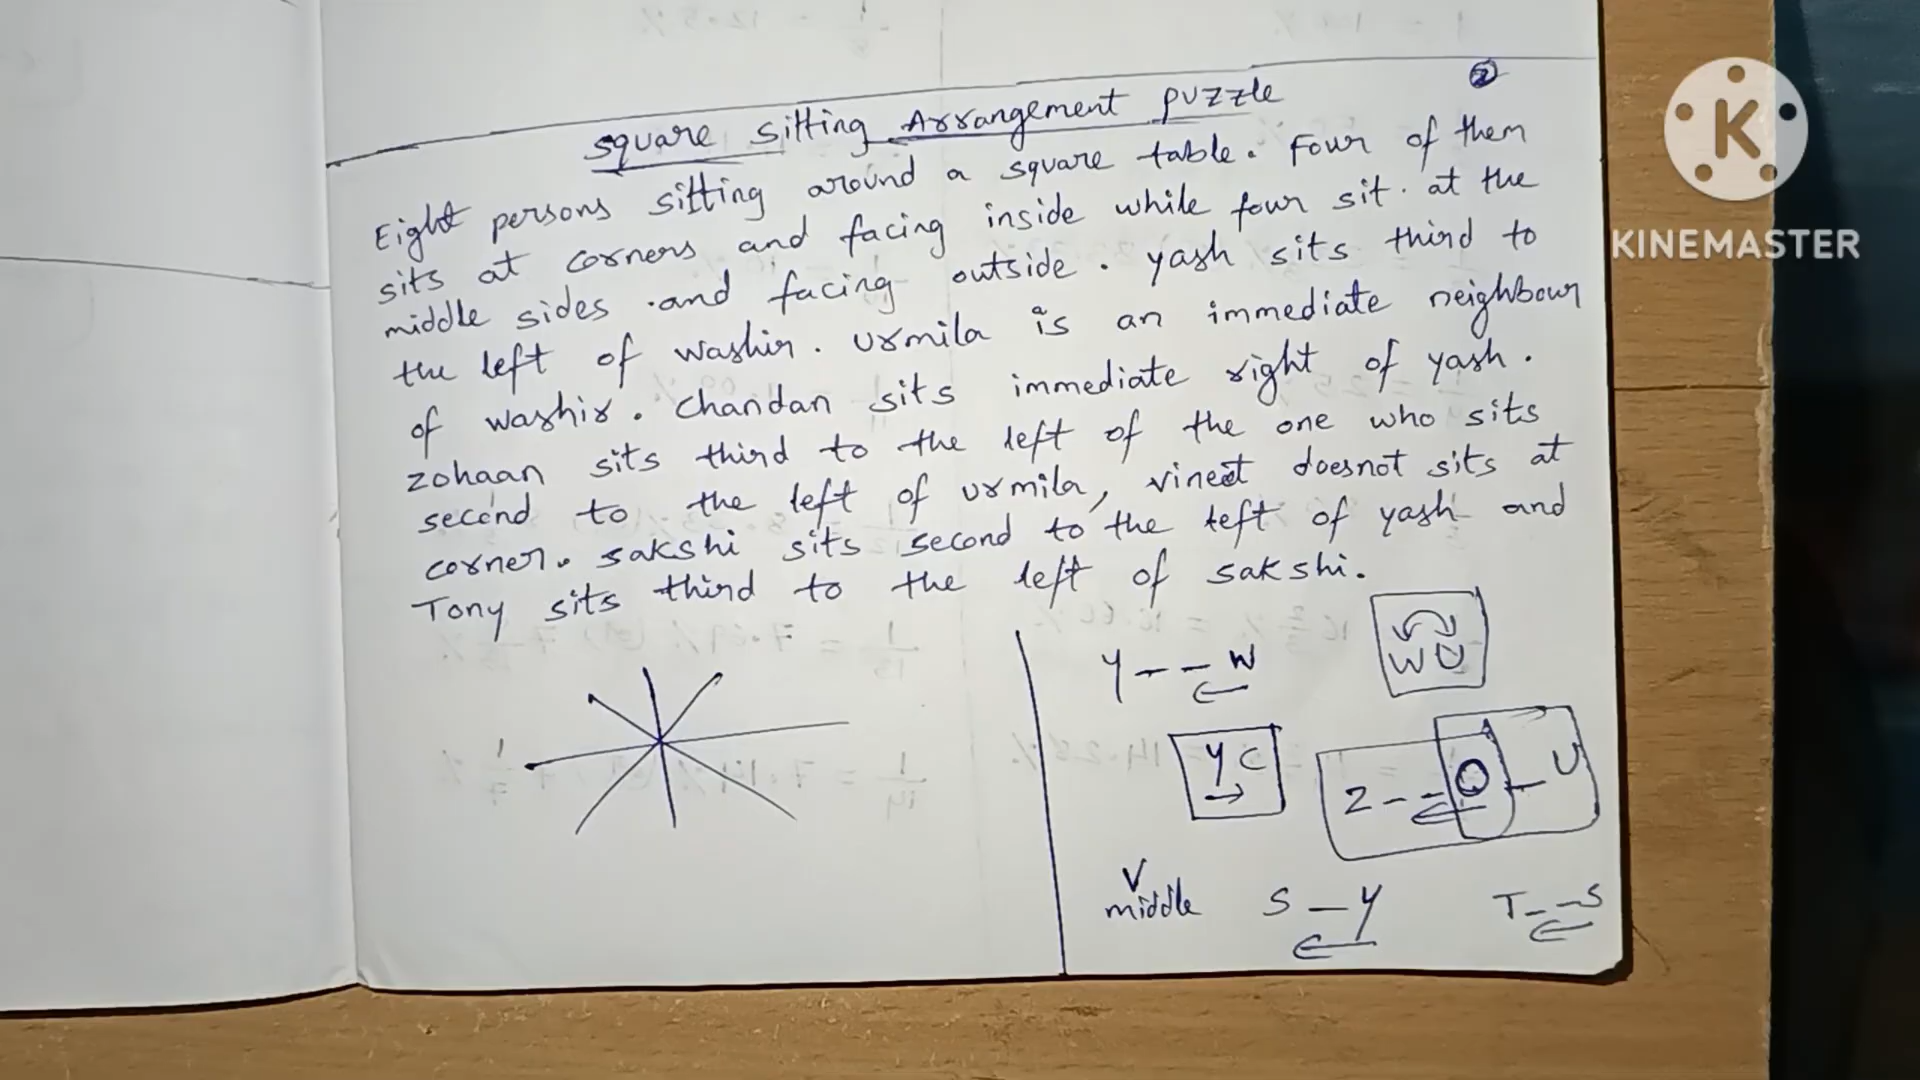 ②
Square Sitting Arrangement puzzle
Eight persons sitting around a square table. Four of them
sits at corners and facing inside while four sit at the
middle sides and facing outside. Yash sits third to
the left of washir. Urmila is an immediate neighbour
of washir. Chandan sits immediate right of Yash.
Zohaan sits third to the left of the one who sits
second to the left of urmila, vineet doesnot sits at
corner. Sakshi sits second to the left of yash and
Tony sits third to the left of Sakshi.
Y - - W
W U
Y C
Z - - O - U
V
middle
S - Y
T - - S
K
KINEMASTER